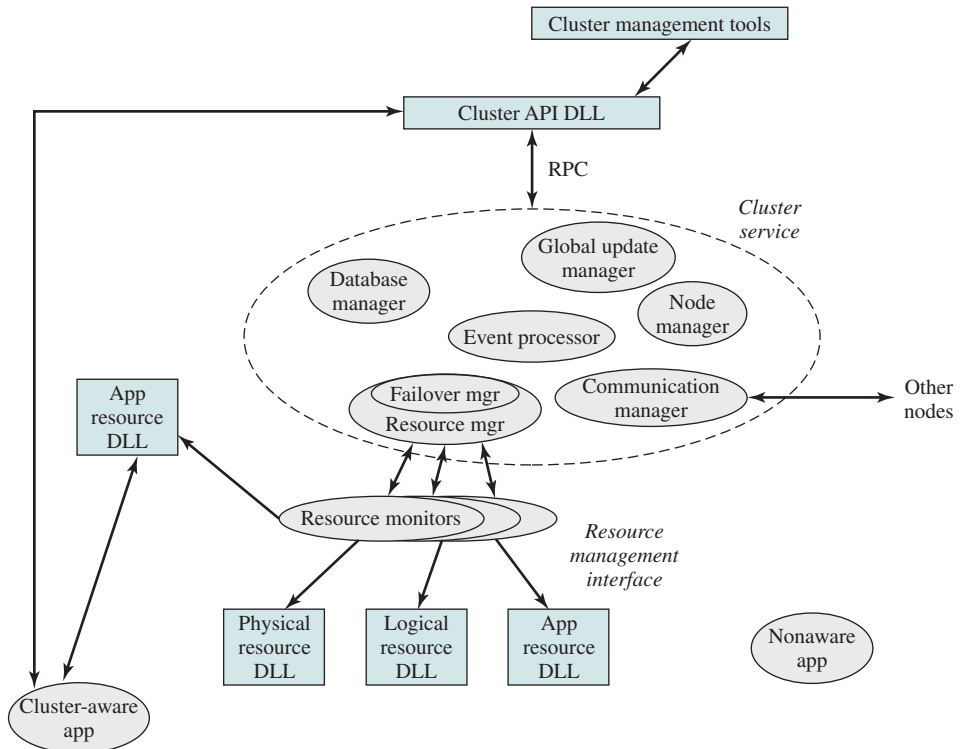 Cluster management tools
Cluster API DLL
RPC
Cluster
service
Global update
manager
Database
manager
Node
manager
Event processor
Failover mgr
Resource mgr
Communication
manager
Other
nodes
App
resource
DLL
Resource monitors
Resource
management
interface
Physical
resource
DLL
Logical
resource
DLL
App
resource
DLL
Nonaware
app
Cluster-aware
app